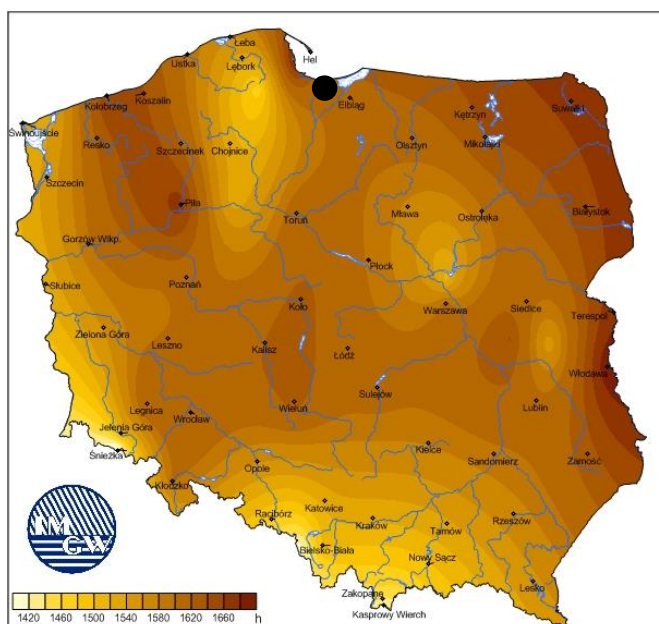 Łeba
Hel
Ustka
Lębork
Elbląg
Kołobrzeg
Koszalin
Kętrzyn
Suwałki
Świnoujście
Resko
Szczecinek
Chojnice
Olsztyn
Mikołajki
Szczecin
Piła
Toruń
Mława
Ostrołęka
Białystok
Gorzów Wlkp.
Płock
Słubice
Poznań
Koło
Warszawa
Siedlce
Terespol
Zielona Góra
Leszno
Kalisz
Łódź
Włodawa
Legnica
Wrocław
Wieluń
Sulejów
Lublin
Jelenia Góra
Śnieżka
Opole
Kielce
Sandomierz
Zamość
Kłodzko
Racibórz
Katowice
Kraków
Tarnów
Rzeszów
Bielsko-Biała
Nowy Sącz
Lesko
Zakopane
Kasprowy Wierch
IM
GW
1420 1460 1500 1540 1580 1620 1660 h